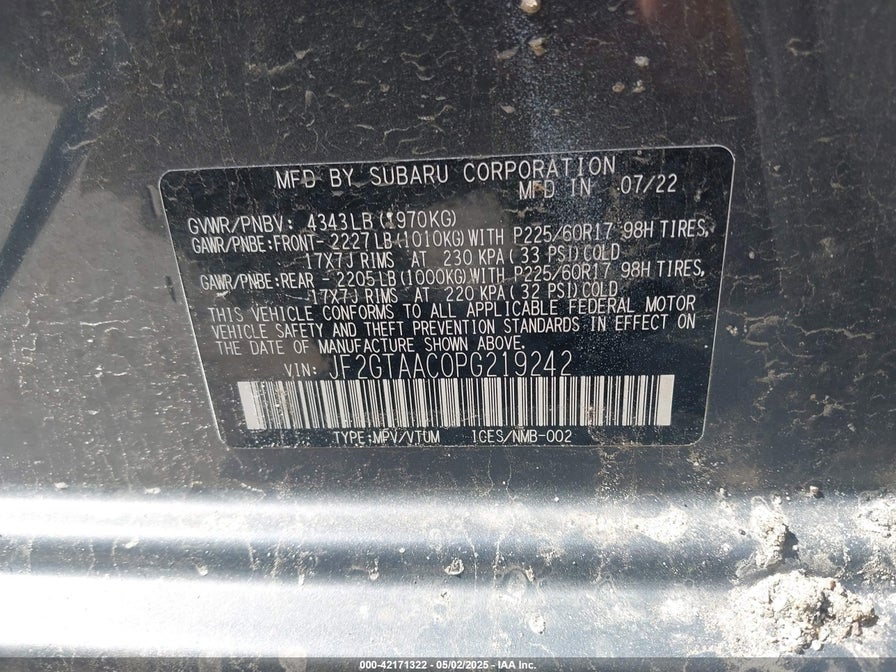 MFD BY SUBARU CORPORATION
MFD IN 07/22
GVWR/PNBV: 4343LB (1970KG)
GAWR/PNBE:FRONT- 2227LB(1010KG)WITH P225/60R17 98H TIRES,
17X7J RIMS AT 230 KPA(33 PSI)COLD
GAWR/PNBE:REAR - 2205LB(1000KG)WITH P225/60R17 98H TIRES,
17X7J RIMS AT 220 KPA(32 PSI)COLD
THIS VEHICLE CONFORMS TO ALL APPLICABLE FEDERAL MOTOR
VEHICLE SAFETY AND THEFT PREVENTION STANDARDS IN EFFECT ON
THE DATE OF MANUFACTURE SHOWN ABOVE.
VIN: JF2GTAAC0PG219242
TYPE:MPV/VTUM ICES/NMB-002
000-42171322 - 05/02/2025 - IAA Inc.